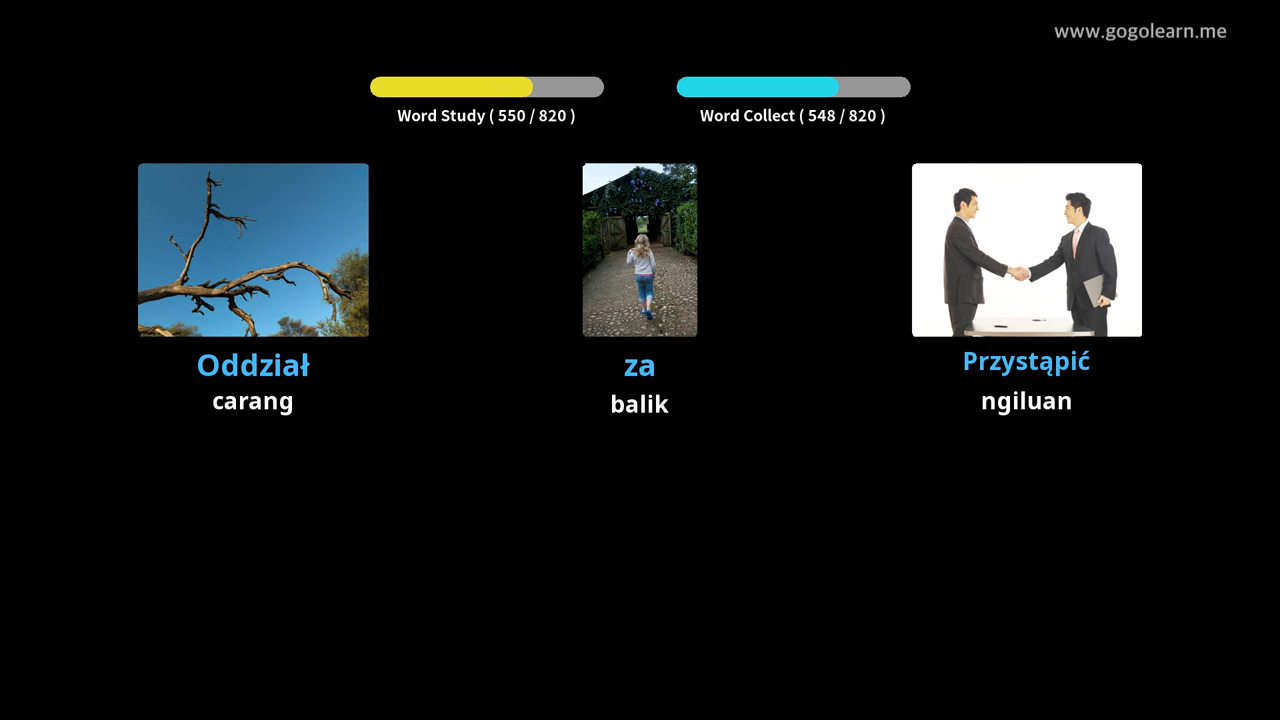 www.gogolearn.me
Word Study ( 550 / 820 )
Word Collect ( 548 / 820 )
Oddział
carang
za
balik
Przystąpić
ngiluan